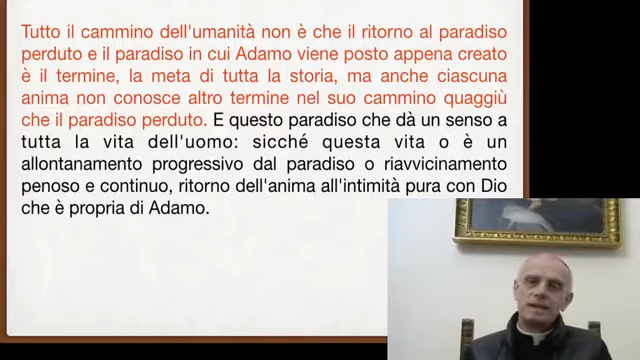 Tutto il cammino dell'umanità non è che il ritorno al paradiso
perduto e il paradiso in cui Adamo viene posto appena creato
è il termine, la meta di tutta la storia, ma anche ciascuna
anima non conosce altro termine nel suo cammino quaggiù
che il paradiso perduto. E questo paradiso che dà un senso a
tutta la vita dell'uomo: sicché questa vita o è un
allontanamento progressivo dal paradiso o riavvicinamento
penoso e continuo, ritorno dell'anima all'intimità pura con Dio
che è propria di Adamo.